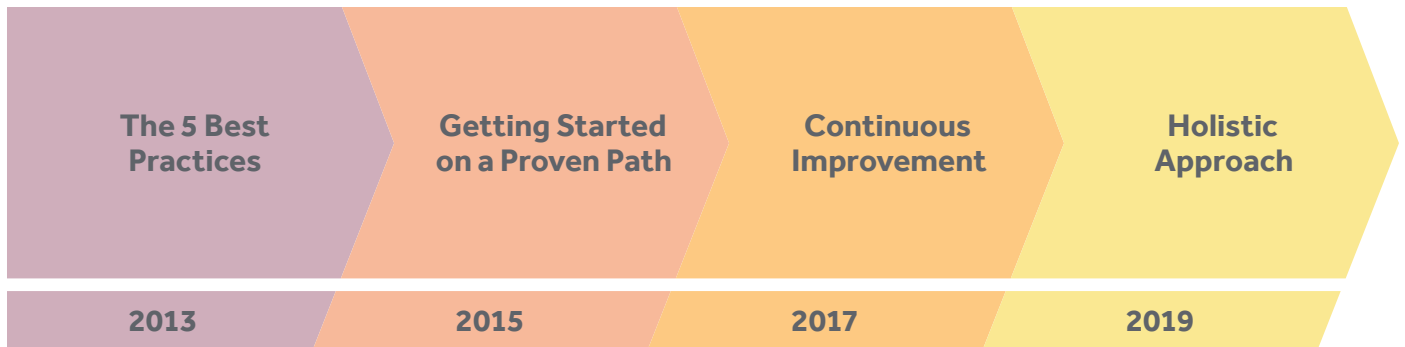 The 5 Best
Practices
Getting Started
on a Proven Path
Continuous
Improvement
Holistic
Approach
2013
2015
2017
2019